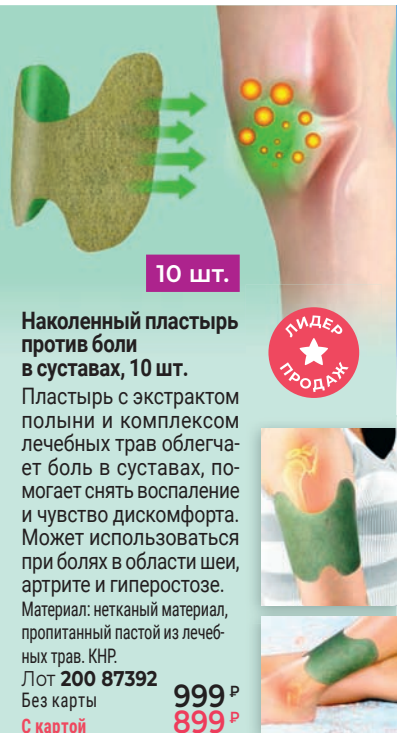 10 шт.
Наколенный пластырь
против боли
в суставах, 10 шт.
ЛИДЕР
ПРОДАЖ
Пластырь с экстрактом
полыни и комплексом
лечебных трав облегча-
ет боль в суставах, по-
могает снять воспаление
и чувство дискомфорта.
Может использоваться
при болях в области шеи,
артрите и гиперостозе.
Материал: нетканый материал,
пропитанный пастой из лечеб-
ных трав. КНР.
Лот 200 87392
Без карты 999 ₽
С картой 899 ₽